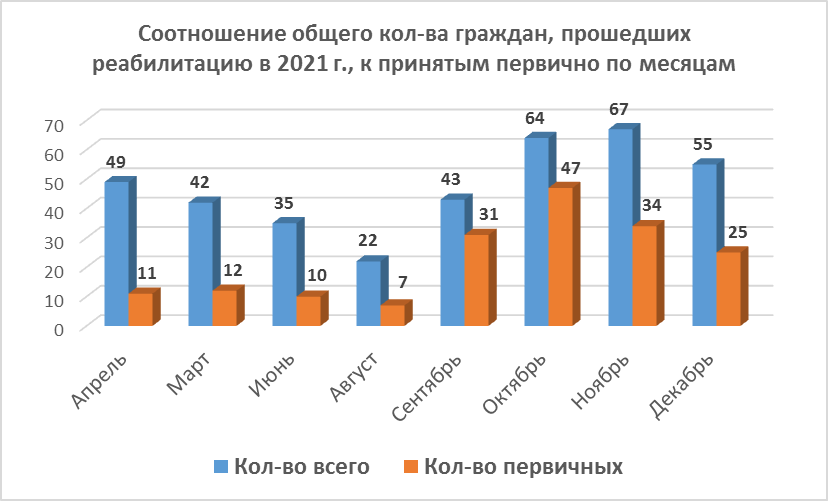 Соотношение общего кол-ва граждан, прошедших
реабилитацию в 2021 г., к принятым первично по месяцам
70
60
50
40
30
20
10
0
49
11
42
12
35
10
22
7
43
31
64
47
67
34
55
25
Апрель
Март
Июнь
Август
Сентябрь
Октябрь
Ноябрь
Декабрь
Кол-во всего
Кол-во первичных